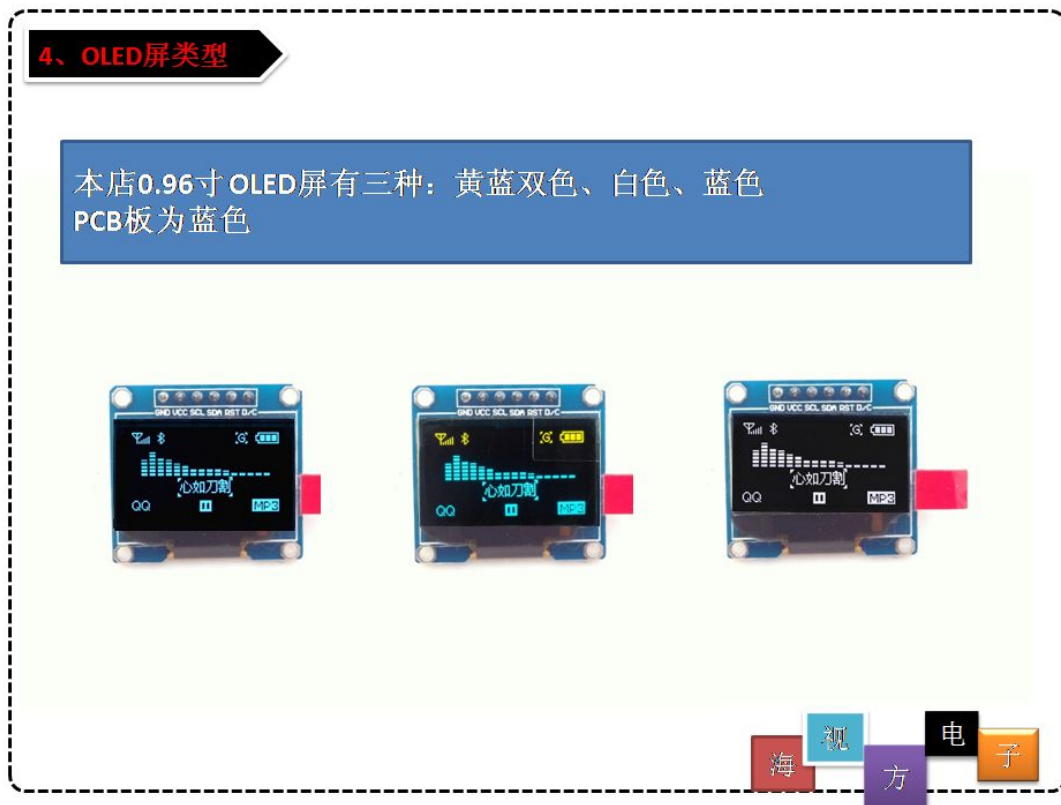 4、OLED屏类型
本店0.96寸OLED屏有三种：黄蓝双色、白色、蓝色
PCB板为蓝色
GND VCC SCL SDA RST D/C
心如刀割
QQ MP3
GND VCC SCL SDA RST D/C
G
心如刀割
QQ MP3
GND VCC SCL SDA RST D/C
G
心如刀割
QQ MP3
G
海视方电子